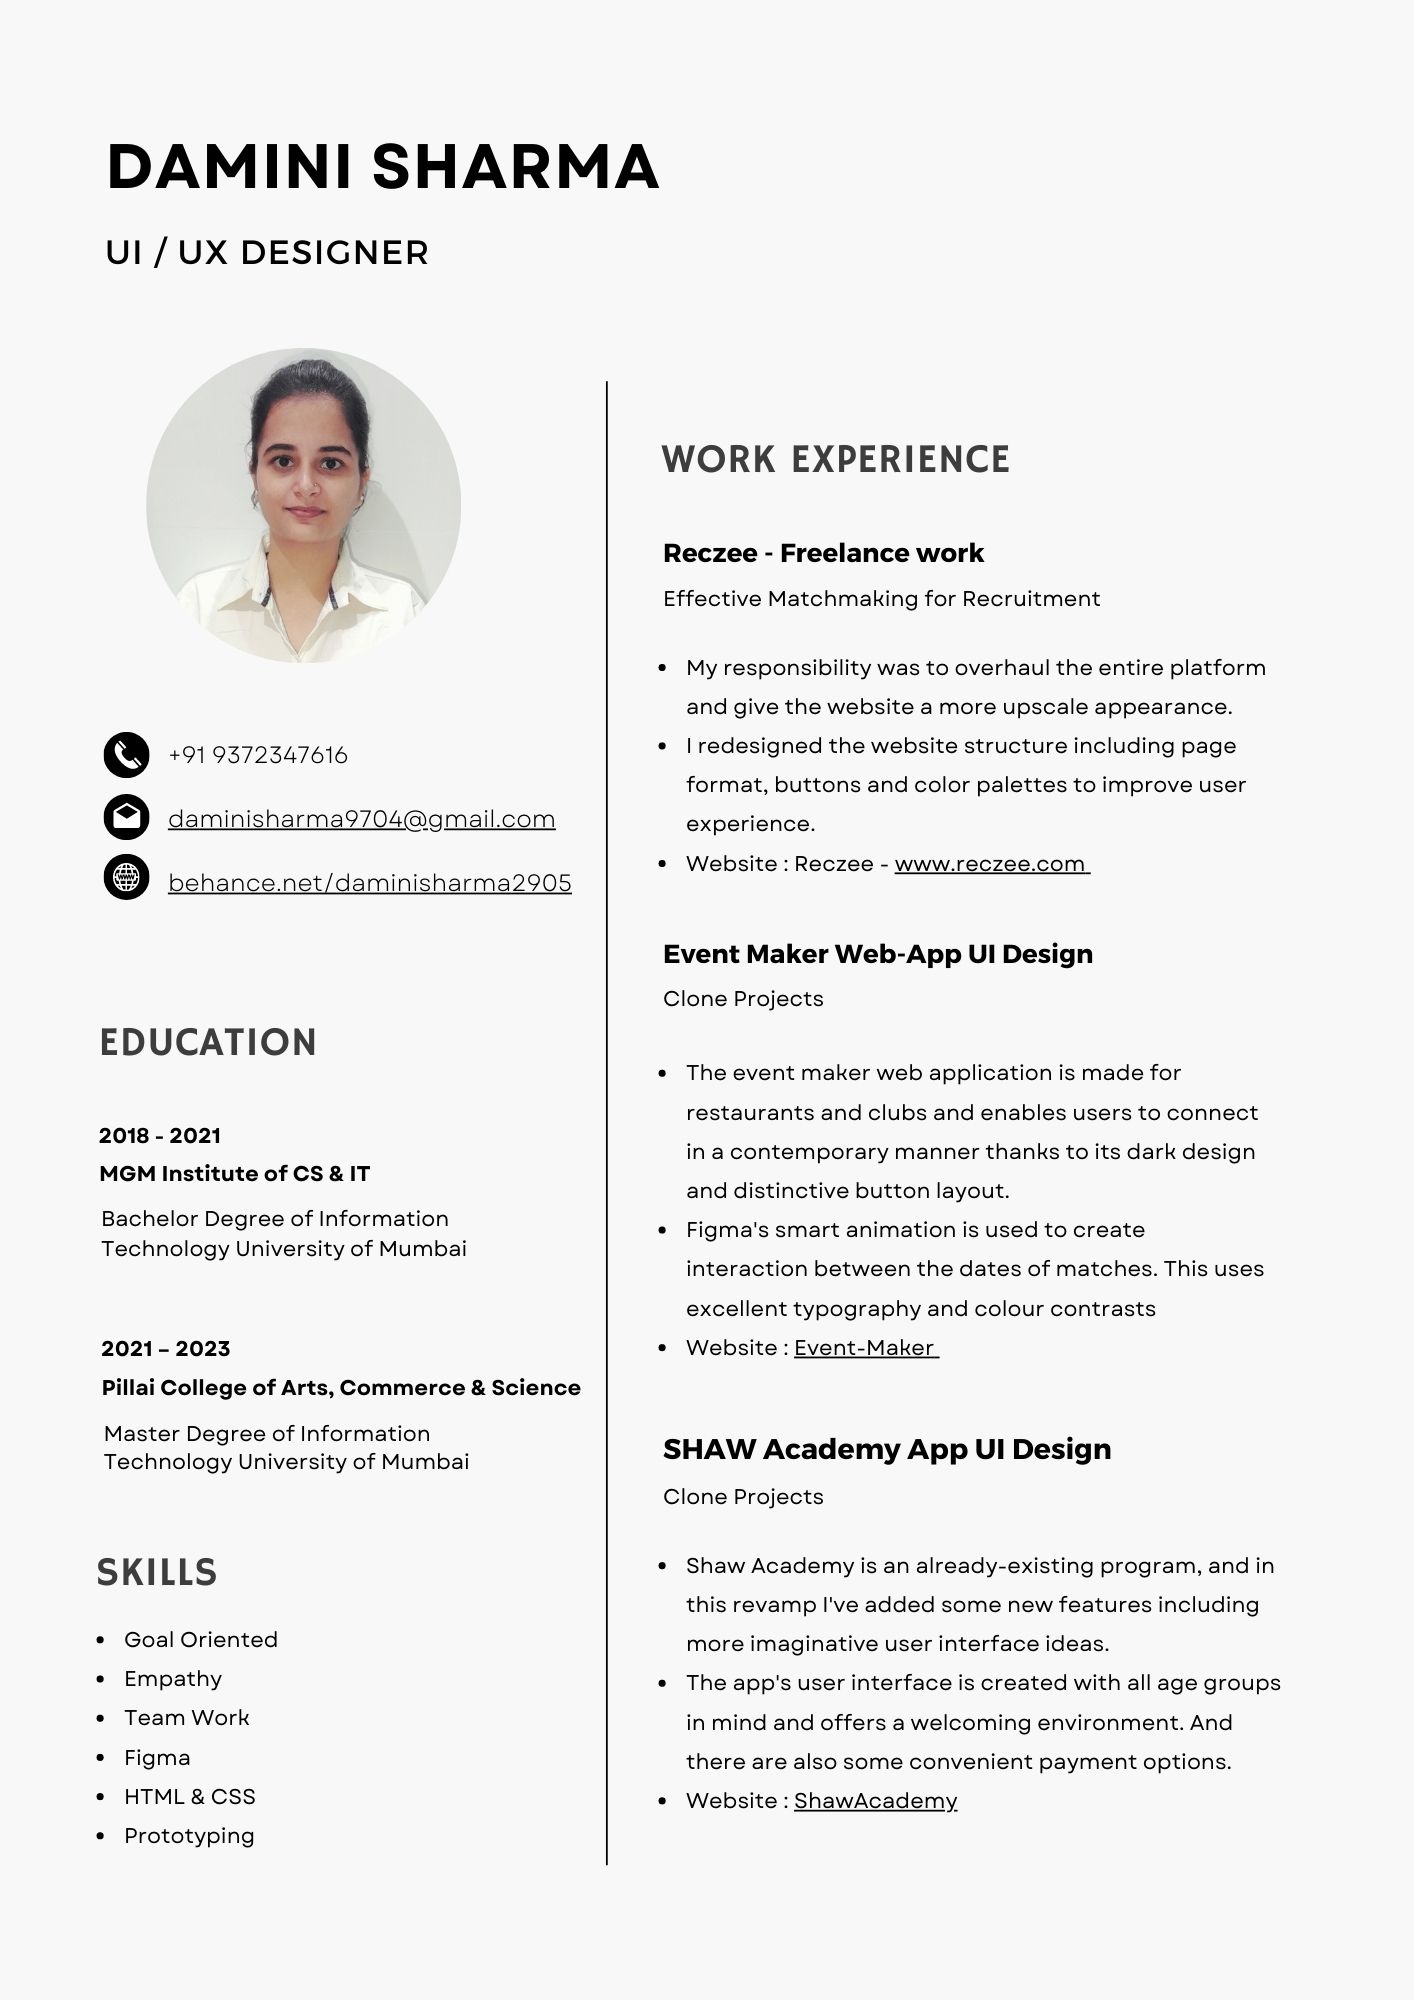 DAMINI SHARMA
UI / UX DESIGNER
+91 9372347616
daminisharma9704@gmail.com
behance.net/daminisharma2905
EDUCATION
2018 - 2021
MGM Institute of CS & IT
Bachelor Degree of Information
Technology University of Mumbai
2021 – 2023
Pillai College of Arts, Commerce & Science
Master Degree of Information
Technology University of Mumbai
SKILLS
• Goal Oriented
• Empathy
• Team Work
• Figma
• HTML & CSS
• Prototyping
WORK EXPERIENCE
Reczee - Freelance work
Effective Matchmaking for Recruitment
• My responsibility was to overhaul the entire platform
and give the website a more upscale appearance.
• I redesigned the website structure including page
format, buttons and color palettes to improve user
experience.
• Website : Reczee - www.reczee.com
Event Maker Web-App UI Design
Clone Projects
• The event maker web application is made for
restaurants and clubs and enables users to connect
in a contemporary manner thanks to its dark design
and distinctive button layout.
• Figma's smart animation is used to create
interaction between the dates of matches. This uses
excellent typography and colour contrasts
• Website : Event-Maker
SHAW Academy App UI Design
Clone Projects
• Shaw Academy is an already-existing program, and in
this revamp I've added some new features including
more imaginative user interface ideas.
• The app's user interface is created with all age groups
in mind and offers a welcoming environment. And
there are also some convenient payment options.
• Website : ShawAcademy